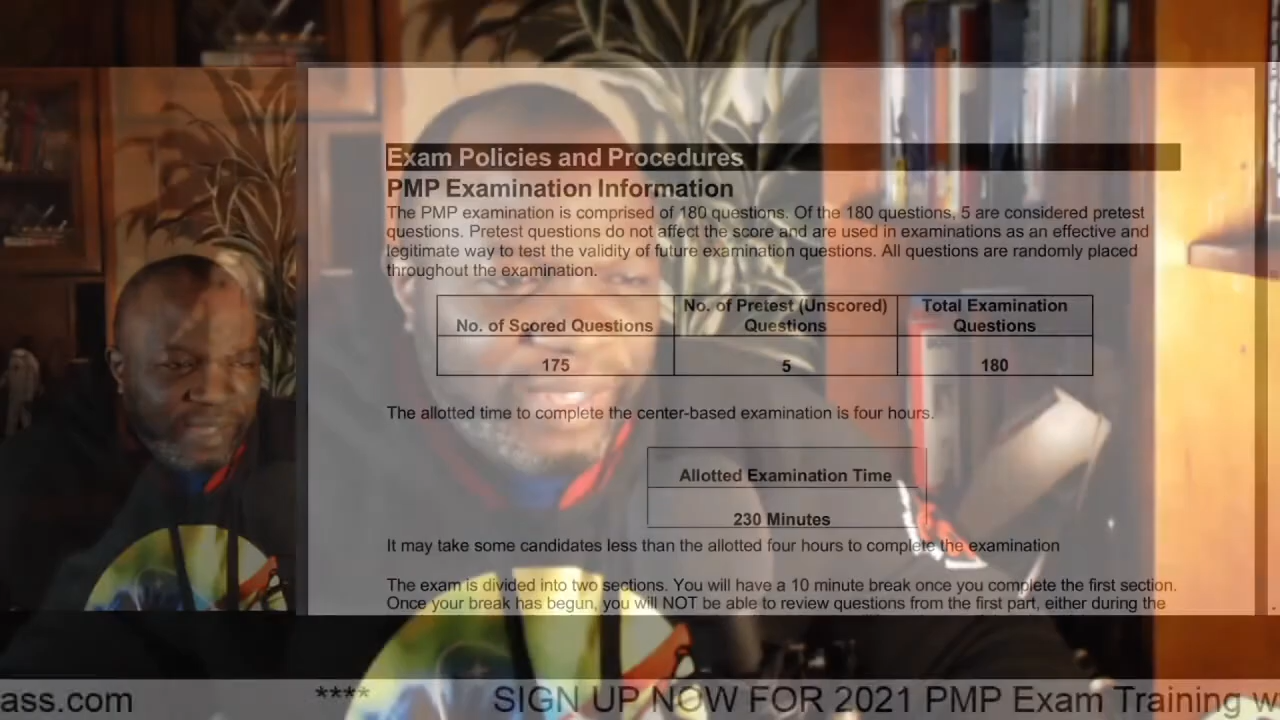 Exam Policies and Procedures
PMP Examination Information
The PMP examination is comprised of 180 questions. Of the 180 questions, 5 are considered pretest
questions. Pretest questions do not affect the score and are used in examinations as an effective and
legitimate way to test the validity of future examination questions. All questions are randomly placed
throughout the examination.
No. of Scored Questions
No. of Pretest (Unscored)
Questions
Total Examination
Questions
175
5
180
The allotted time to complete the center-based examination is four hours.
Allotted Examination Time
230 Minutes
It may take some candidates less than the allotted four hours to complete the examination
The exam is divided into two sections. You will have a 10 minute break once you complete the first section.
Once your break has begun, you will NOT be able to review questions from the first part, either during the
ass.com **** SIGN UP NOW FOR 2021 PMP Exam Training w